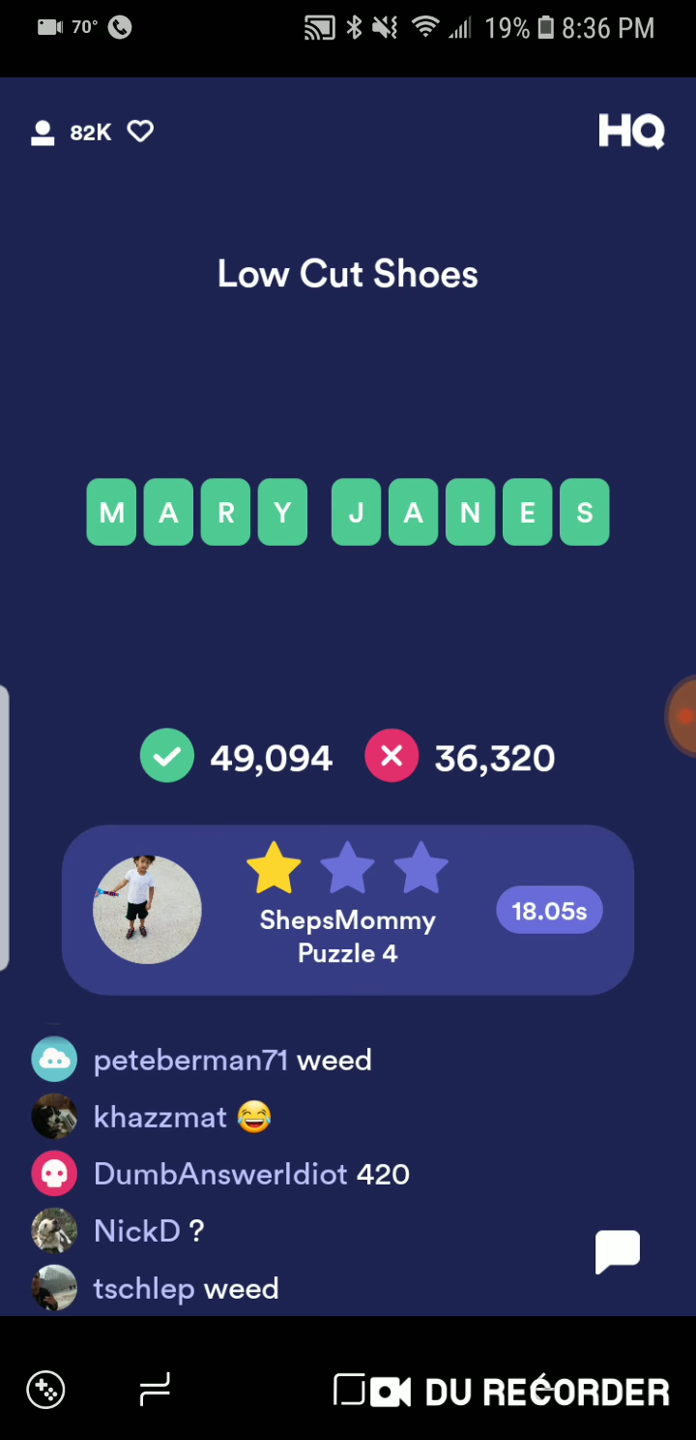 70° 19% 8:36 PM
82K HQ
Low Cut Shoes
MARY JANES
49,094 36,320
ShepsMommy
Puzzle 4
18.05s
peteberman71 weed
khazzmat 😂
DumbAnswerIdiot 420
NickD ?
tschlep weed
DU RECORDER